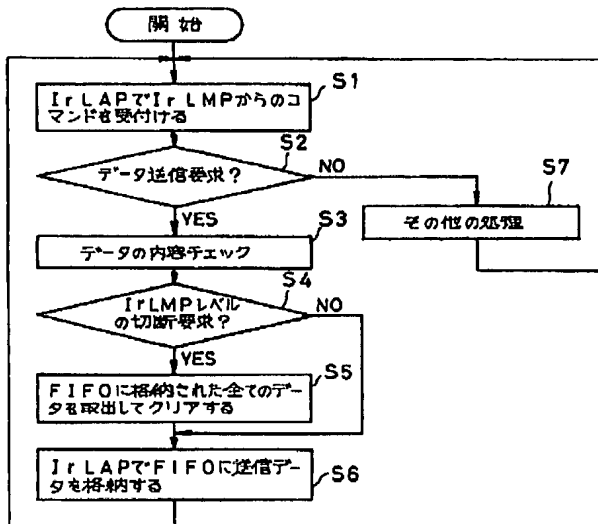 開始
S1
IrLAPでIrLMPからのコ
マンドを受付ける
S2
データ送信要求?
NO
S7
その他の処理
YES
S3
データの内容チェック
S4
IrLMPレベル
の切断要求?
NO
YES
S5
FIFOに格納された全てのデー
タを取出してクリアする
IrLAPでFIFOに送信デー
タを格納する
S6